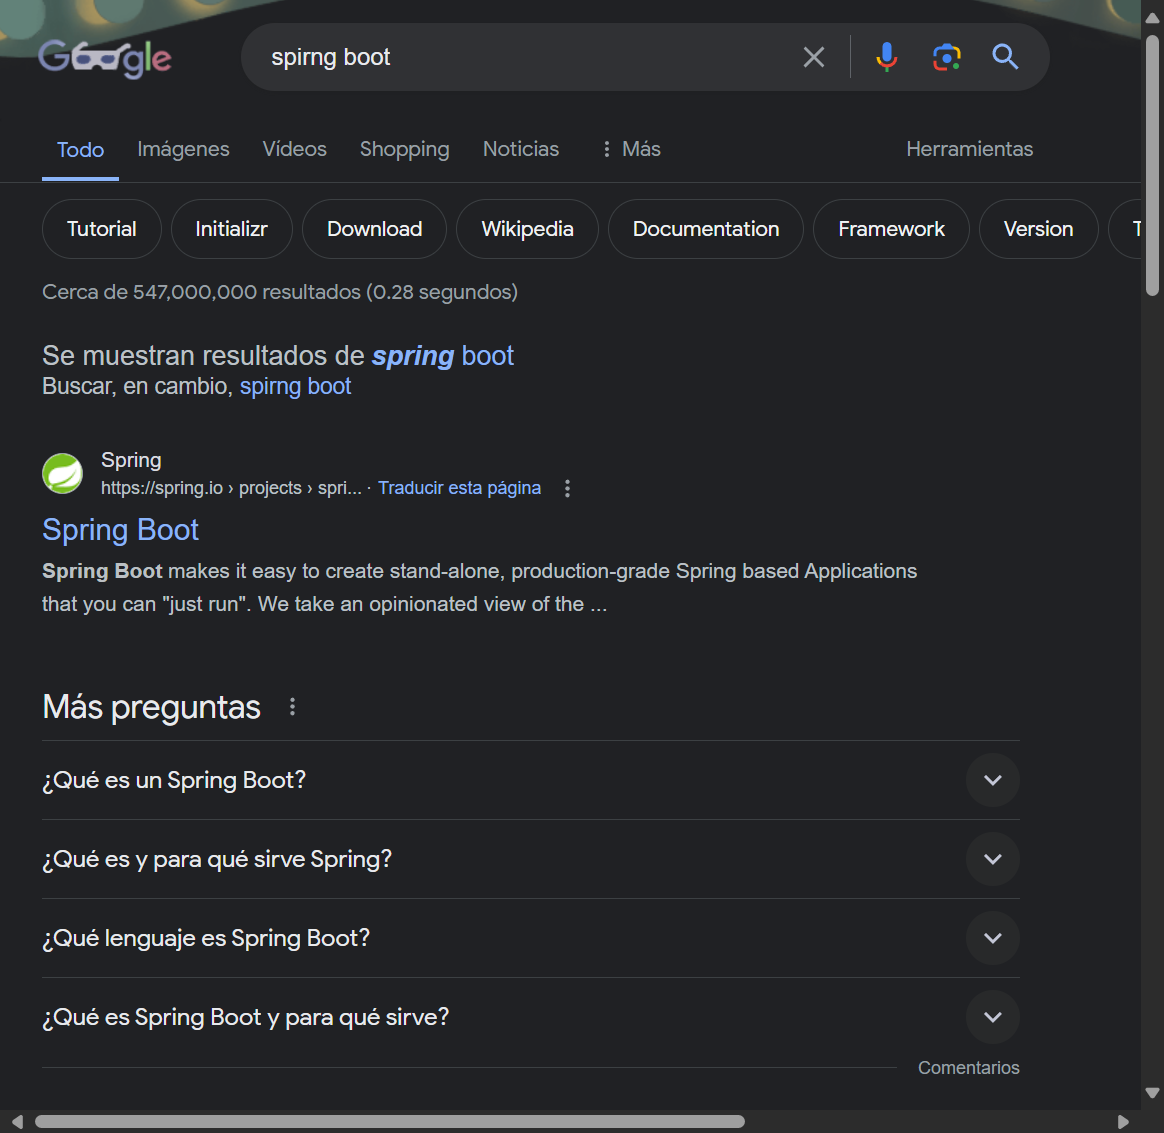 Google
spirng boot
Todo Imágenes Vídeos Shopping Noticias Más Herramientas
Tutorial Initializr Download Wikipedia Documentation Framework Version
Cerca de 547,000,000 resultados (0.28 segundos)
Se muestran resultados de spring boot
Buscar, en cambio, spirng boot
Spring
https://spring.io › projects › spri... · Traducir esta página
Spring Boot
Spring Boot makes it easy to create stand-alone, production-grade Spring based Applications
that you can "just run". We take an opinionated view of the ...
Más preguntas
¿Qué es un Spring Boot?
¿Qué es y para qué sirve Spring?
¿Qué lenguaje es Spring Boot?
¿Qué es Spring Boot y para qué sirve?
Comentarios